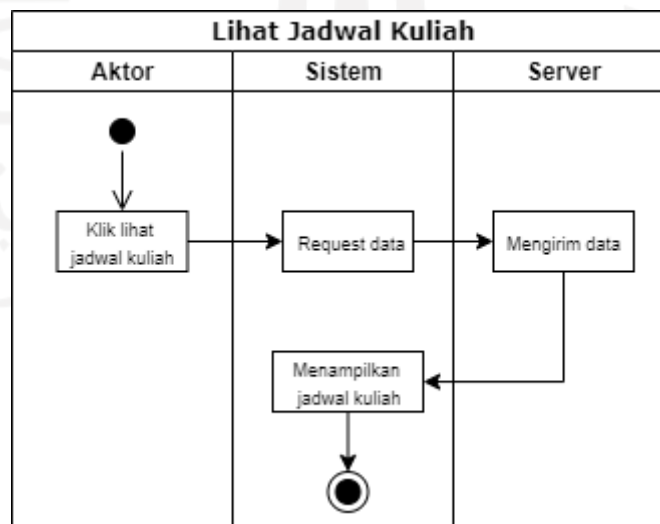 Lihat Jadwal Kuliah
Aktor
Sistem
Server
Klik lihat
jadwal kuliah
Request data
Mengirim data
Menampilkan
jadwal kuliah